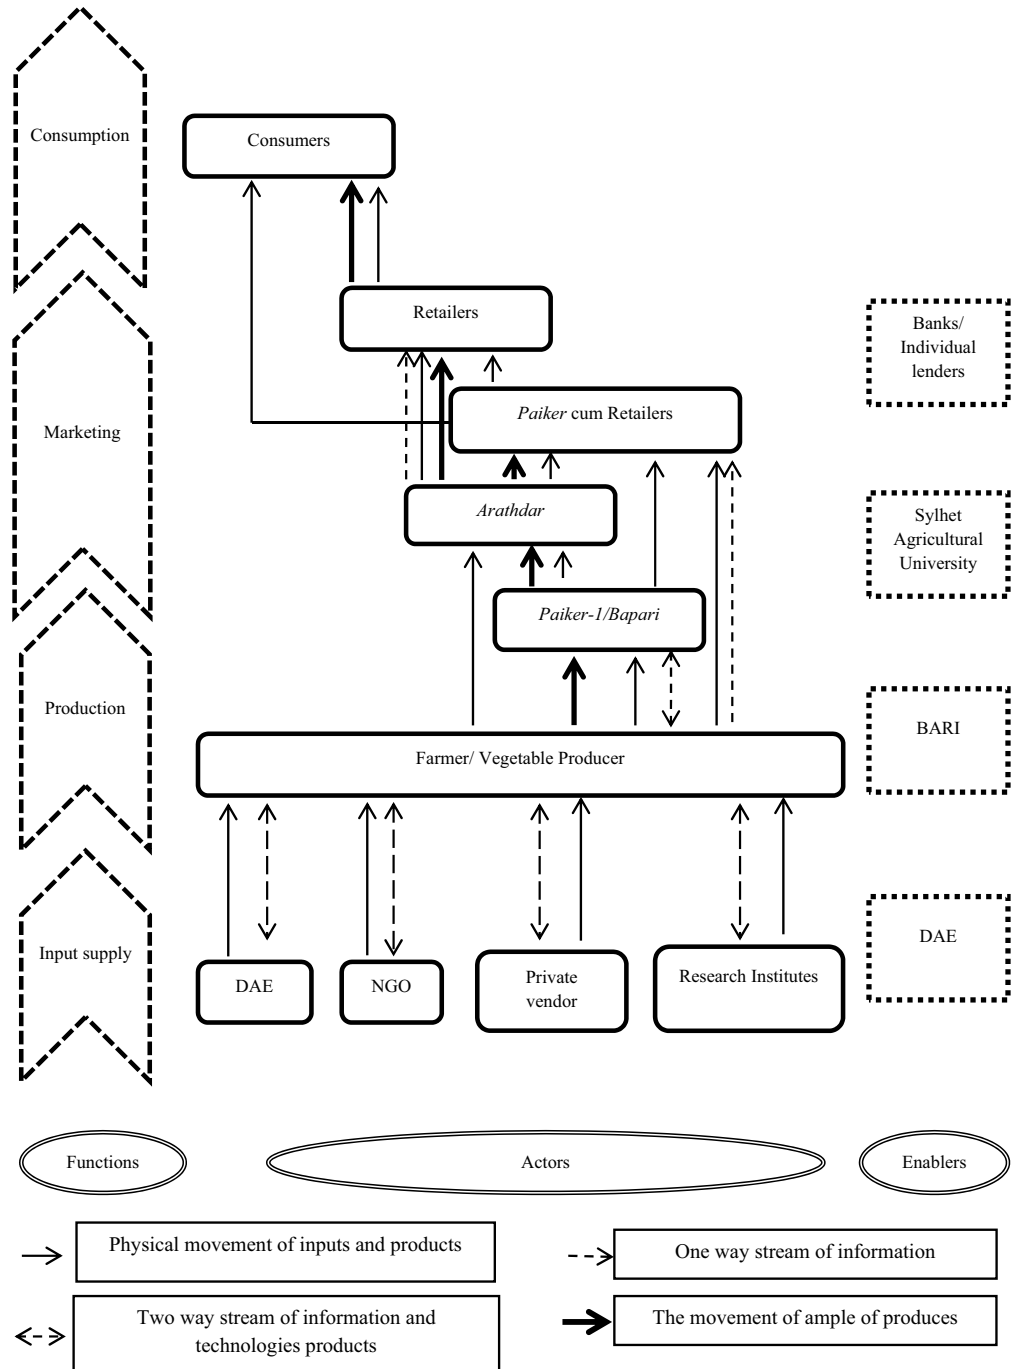 Consumption
Consumers
Retailers
Banks/
Individual
lenders
Paiker cum Retailers
Marketing
Arathdar
Sylhet
Agricultural
University
Paiker-1/Bapari
Production
BARI
Farmer/ Vegetable Producer
Input supply
DAE
NGO
Private
vendor
Research Institutes
DAE
Functions
Actors
Enablers
Physical movement of inputs and products
One way stream of information
Two way stream of information and
technologies products
The movement of ample of produces